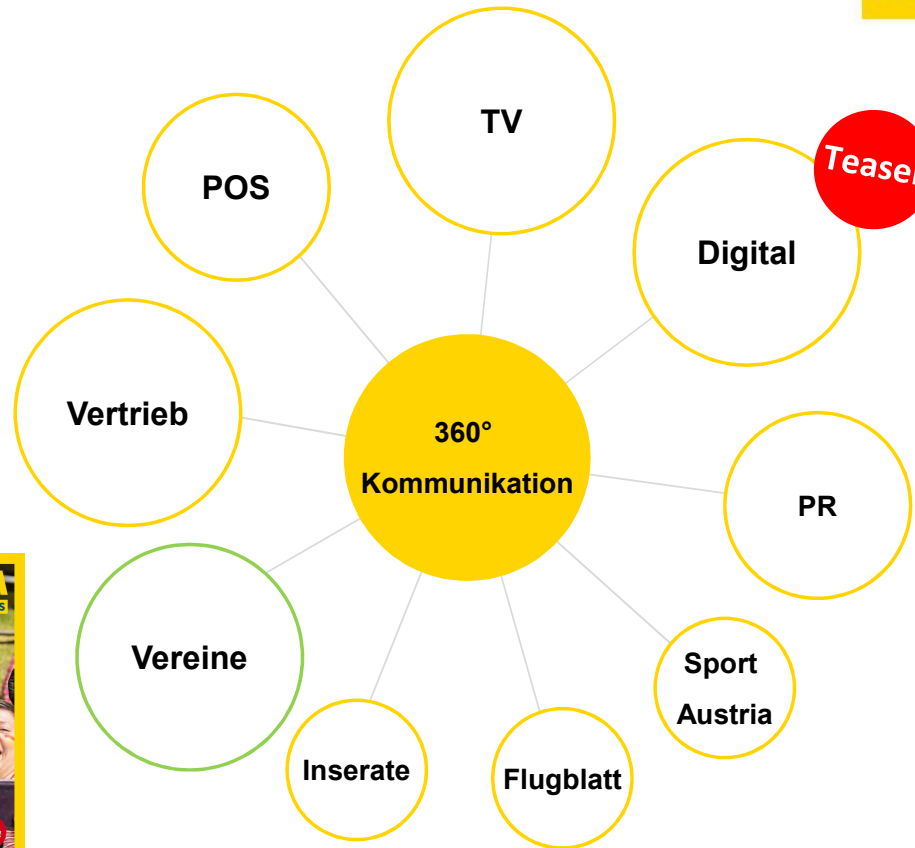 TV
POS
Teaser
Digital
Vertrieb
360°
Kommunikation
PR
Vereine
Sport
Austria
Inserate
Flugblatt